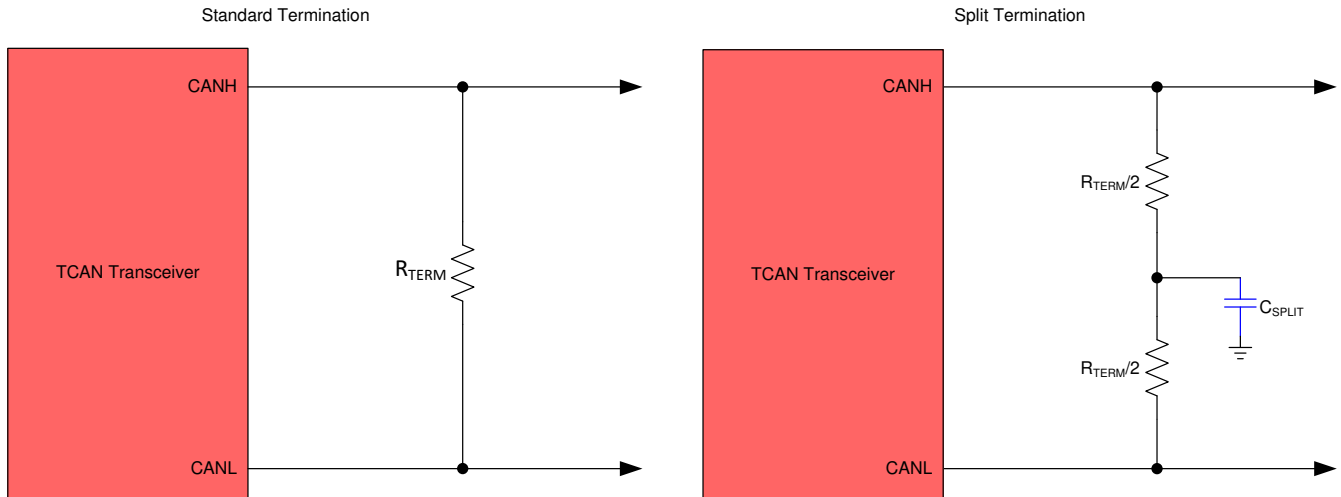 Standard Termination
CANH
TCAN Transceiver
RTERM
CANL
Split Termination
CANH
RTERM/2
TCAN Transceiver
CSPLIT
RTERM/2
CANL